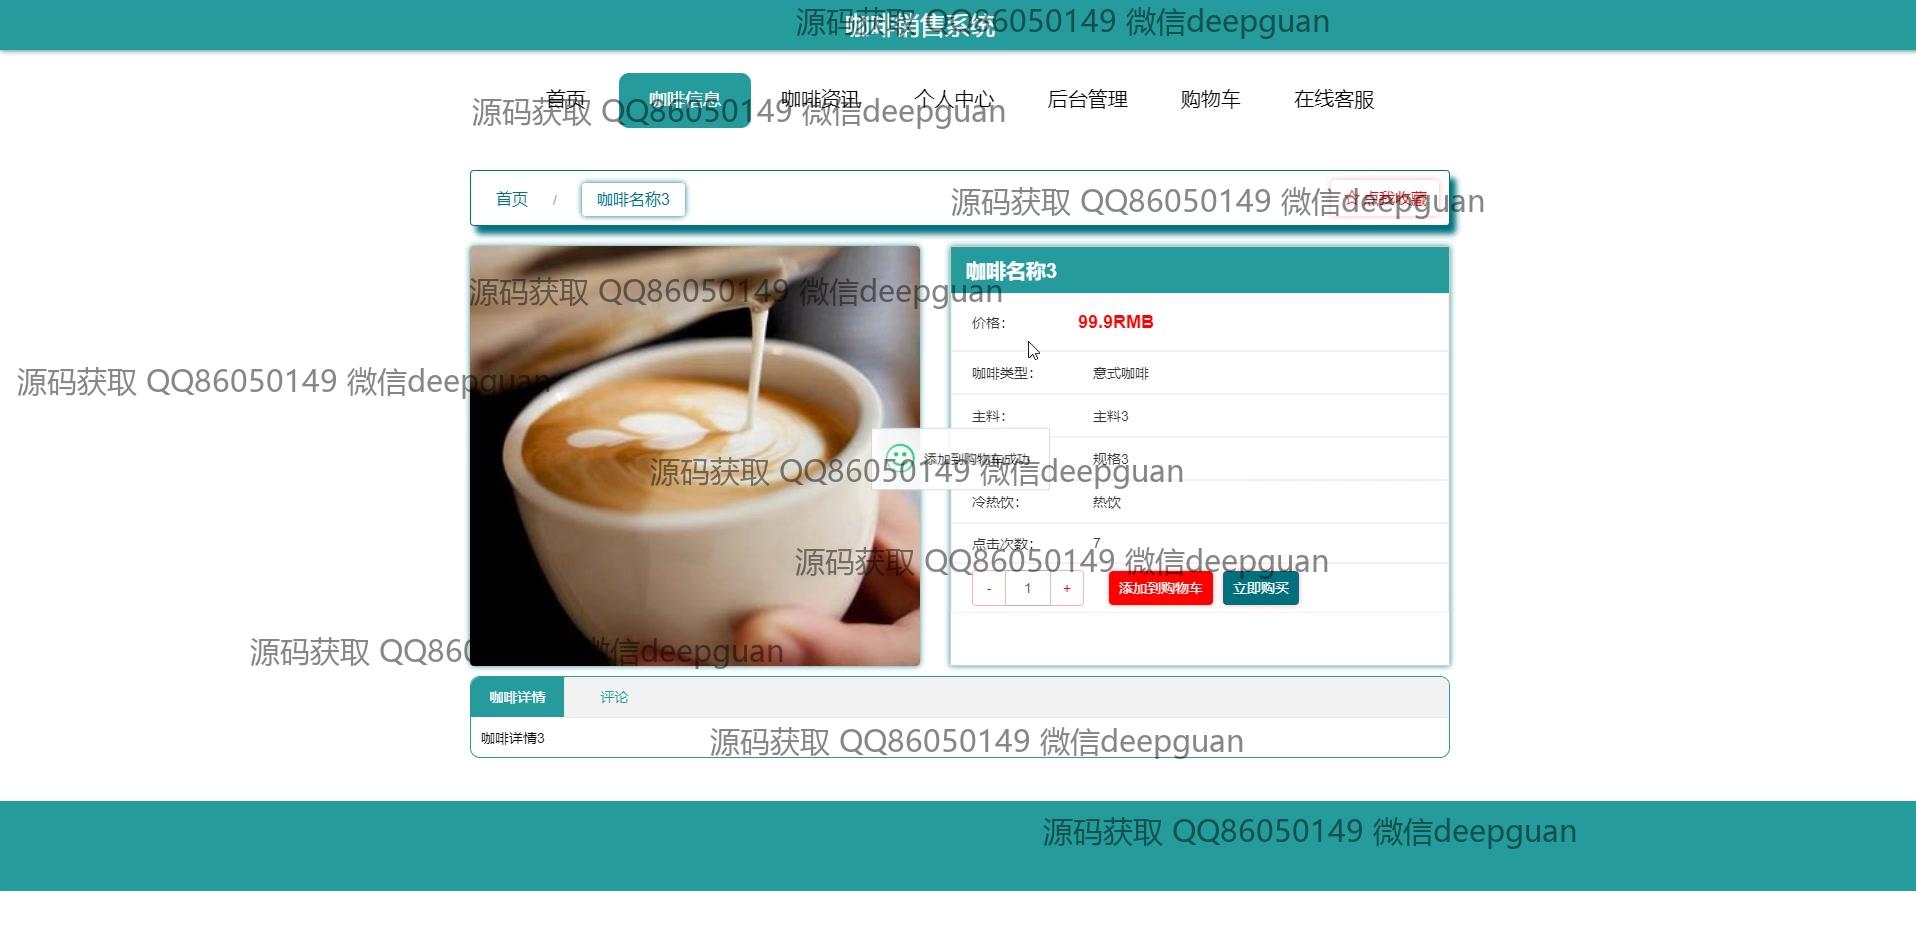 咖啡销售系统
源码获取 QQ86050149 微信deepguan
首页 咖啡信息 咖啡资讯 个人中心 后台管理 购物车 在线客服
源码获取 QQ86050149 微信deepguan
首页 / 咖啡名称3 ☆ 点我收藏
源码获取 QQ86050149 微信deepguan
咖啡名称3
源码获取 QQ86050149 微信deepguan
价格: 99.9RMB
咖啡类型: 意式咖啡
源码获取 QQ86050149 微信deepguan
主料: 主料3
添加到购物车成功
规格3
源码获取 QQ86050149 微信deepguan
冷热饮: 热饮
点击次数: 7
源码获取 QQ86050149 微信deepguan
- 1 + 添加到购物车 立即购买
源码获取 QQ860 微信deepguan
咖啡详情 评论
咖啡详情3
源码获取 QQ86050149 微信deepguan
源码获取 QQ86050149 微信deepguan